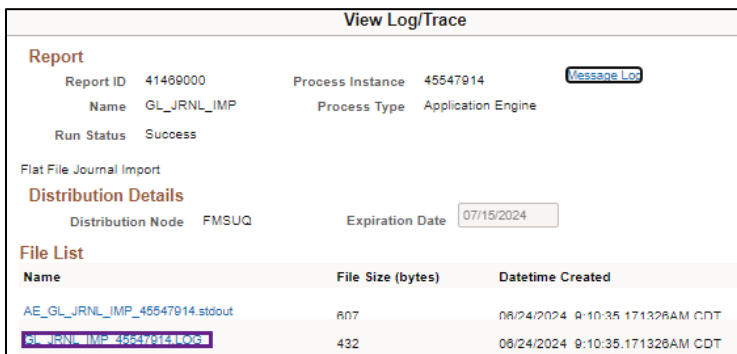 View Log/Trace
Report
Report ID 41469000 Process Instance 45547914 Message Log
Name GL_JRNL_IMP Process Type Application Engine
Run Status Success
Flat File Journal Import
Distribution Details
Distribution Node FMSUQ Expiration Date 07/15/2024
File List
Name File Size (bytes) Datetime Created
AE_GL_JRNL_IMP_45547914.stdout 607 06/24/2024 9:10:35.171326AM CDT
GL_JRNL_IMP_45547914.LOG 432 06/24/2024 9:10:35.171326AM CDT